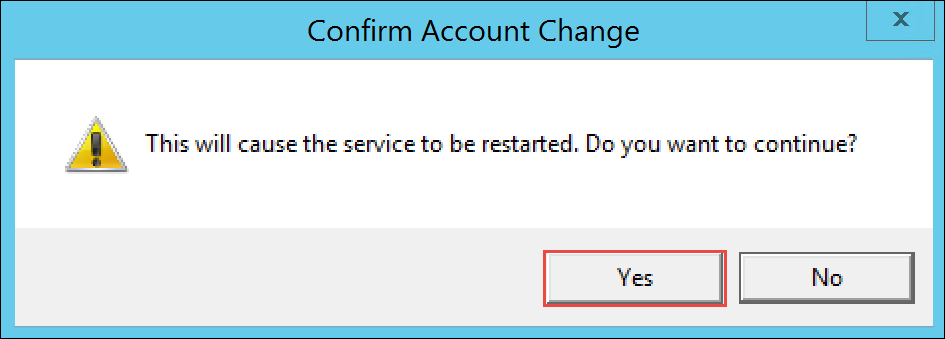 Confirm Account Change
x
This will cause the service to be restarted. Do you want to continue?
Yes
No